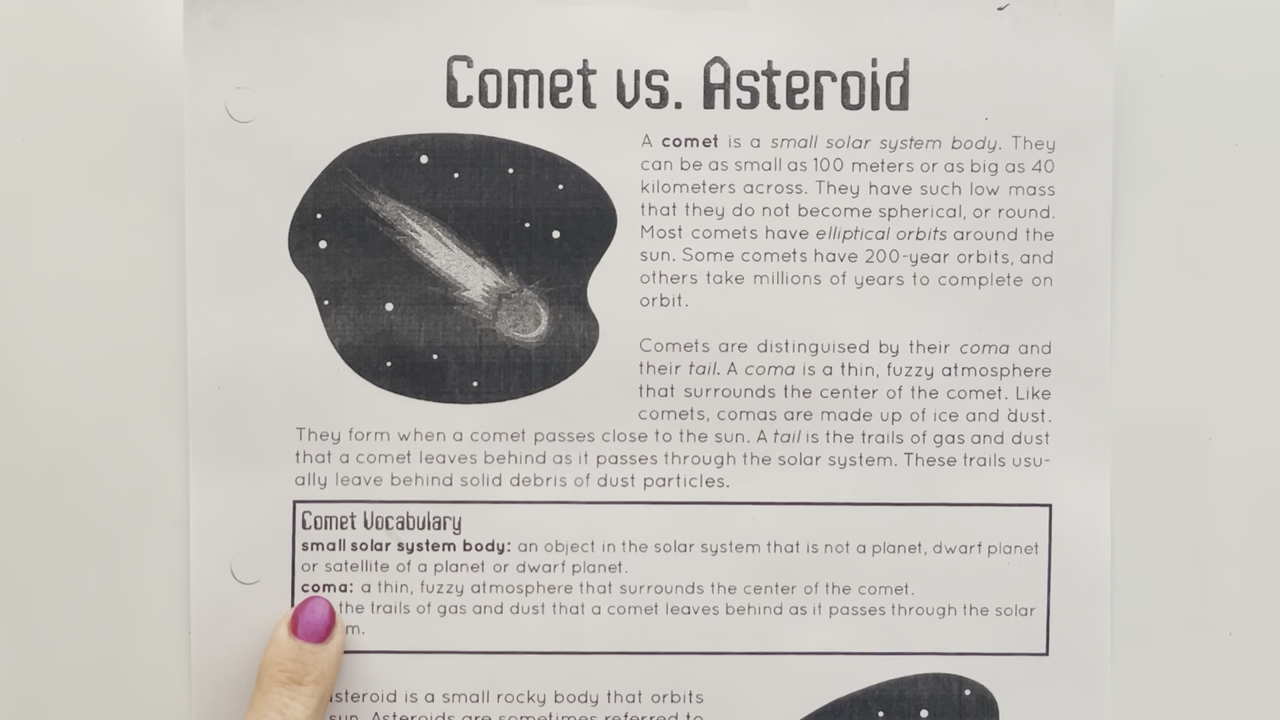 Comet vs. Asteroid
A comet is a small solar system body. They
can be as small as 100 meters or as big as 40
kilometers across. They have such low mass
that they do not become spherical, or round.
Most comets have elliptical orbits around the
sun. Some comets have 200-year orbits, and
others take millions of years to complete on
orbit.
Comets are distinguised by their coma and
their tail. A coma is a thin, fuzzy atmosphere
that surrounds the center of the comet. Like
comets, comas are made up of ice and dust.
They form when a comet passes close to the sun. A tail is the trails of gas and dust
that a comet leaves behind as it passes through the solar system. These trails usu-
ally leave behind solid debris of dust particles.
Comet Vocabulary
small solar system body: an object in the solar system that is not a planet, dwarf planet
or satellite of a planet or dwarf planet.
coma: a thin, fuzzy atmosphere that surrounds the center of the comet.
the trails of gas and dust that a comet leaves behind as it passes through the solar
m.
steroid is a small rocky body that orbits
sun. Asteroids are sometimes referred to